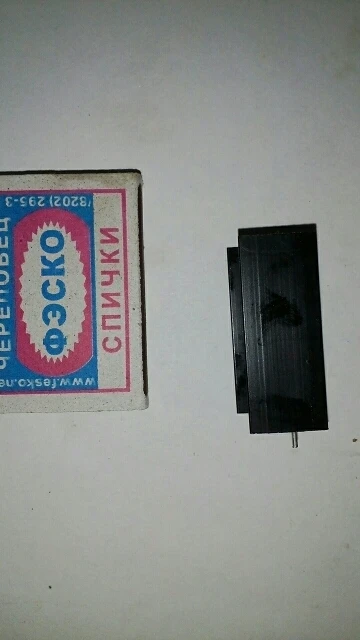 (8202) 295-3
ЧЕРЕПОВЕЦ
ФЭСКО
СПИЧКИ
www.fesko.ne